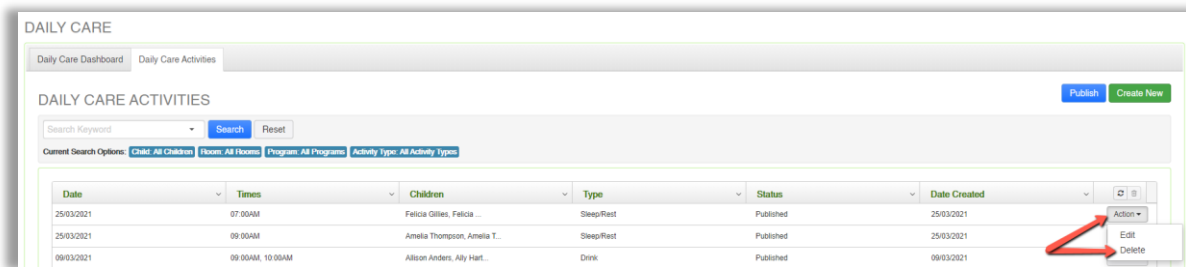 DAILY CARE
Daily Care Dashboard Daily Care Activities
DAILY CARE ACTIVITIES Publish Create New
Search Keyword Search Reset
Current Search Options: Child: All Children Room: All Rooms Program: All Programs Activity Type: All Activity Types
Date Times Children Type Status Date Created
25/03/2021 07:00AM Felicia Gillies, Felicia ... Sleep/Rest Published 25/03/2021 Action
25/03/2021 09:00AM Amelia Thompson, Amelia T... Sleep/Rest Published 25/03/2021 Edit
09/03/2021 09:00AM, 10:00AM Allison Anders, Ally Hart... Drink Published 09/03/2021 Delete